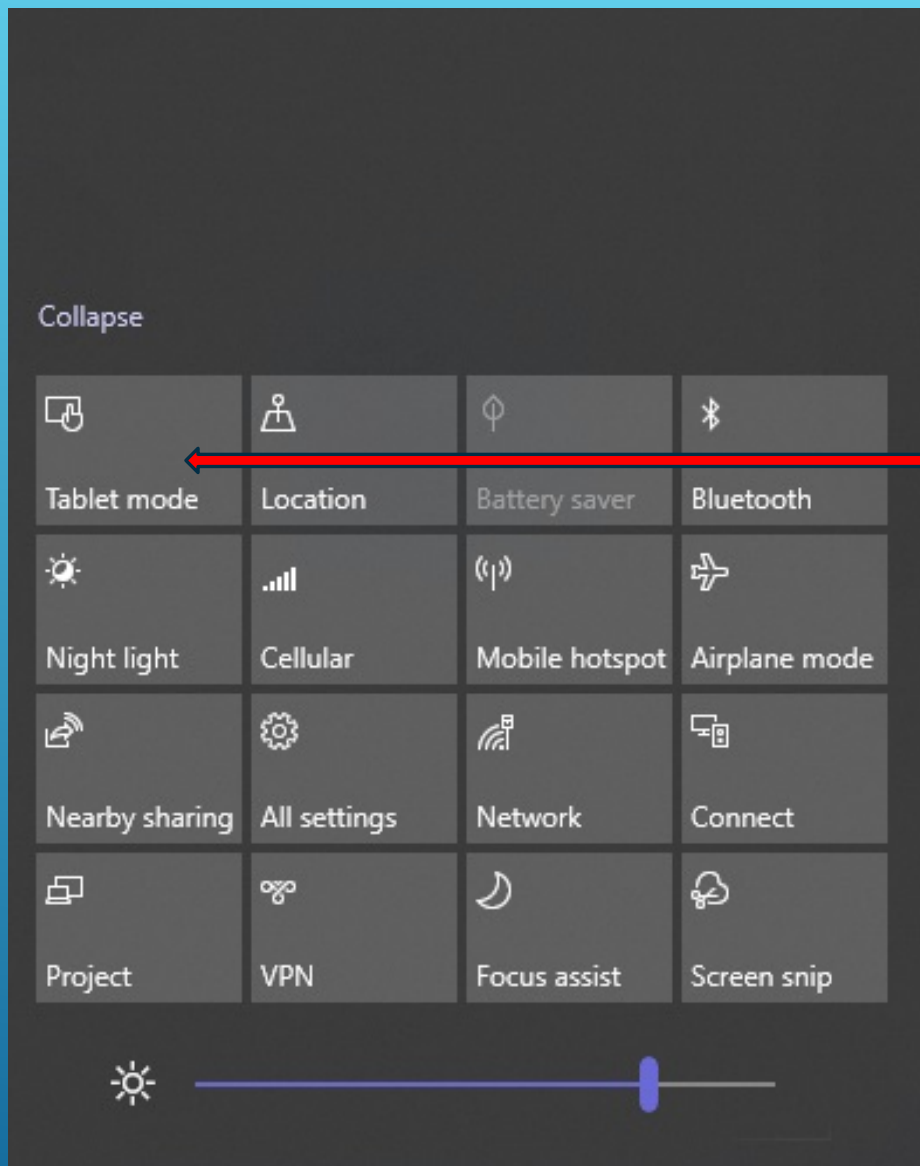 Collapse
Tablet mode Location Battery saver Bluetooth
Night light Cellular Mobile hotspot Airplane mode
Nearby sharing All settings Network Connect
Project VPN Focus assist Screen snip